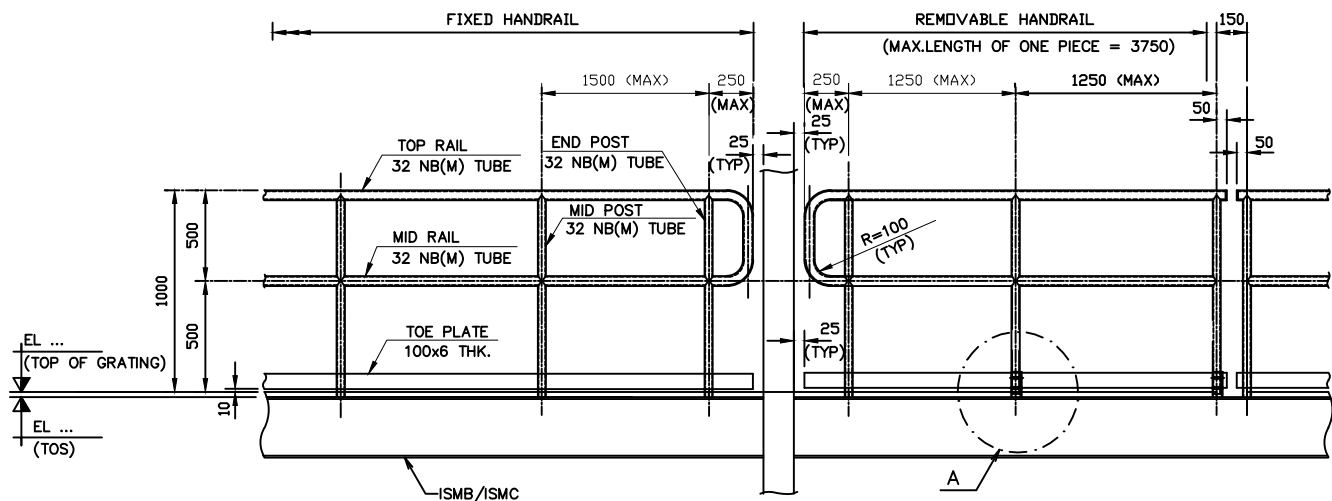 FIXED HANDRAIL
REMOVABLE HANDRAIL
150
(MAX.LENGTH OF ONE PIECE = 3750)
1500 (MAX)
250
(MAX)
250
(MAX)
1250 (MAX)
1250 (MAX)
50
25
(TYP)
25
(TYP)
50
TOP RAIL
32 NB(M) TUBE
END POST
32 NB(M) TUBE
MID POST
32 NB(M) TUBE
R=100
(TYP)
MID RAIL
32 NB(M) TUBE
500
1000
500
25
(TYP)
TOE PLATE
100x6 THK.
EL ...
(TOP OF GRATING)
10
EL ...
(TOS)
A
ISMB/ISMC